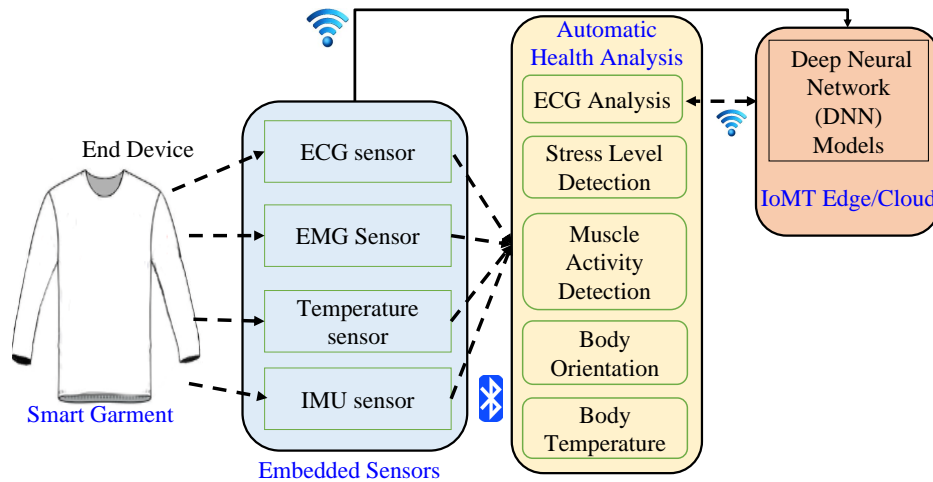 End Device
Smart Garment
ECG sensor
EMG Sensor
Temperature
sensor
IMU sensor
Embedded Sensors
Automatic
Health Analysis
ECG Analysis
Stress Level
Detection
Muscle
Activity
Detection
Body
Orientation
Body
Temperature
Deep Neural
Network
(DNN)
Models
IoMT Edge/Cloud